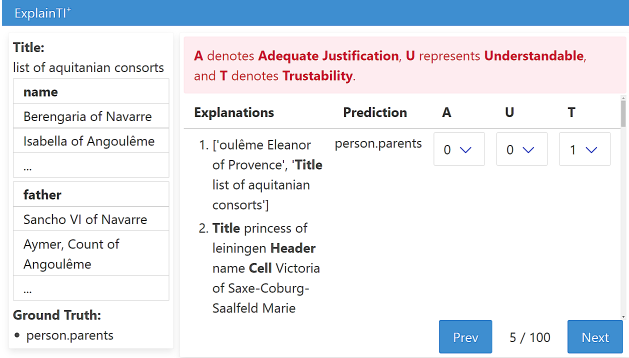 ExplainTI+
Title:
list of aquitanian consorts
name
Berengaria of Navarre
Isabella of Angoulême
...
father
Sancho VI of Navarre
Aymer, Count of
Angoulême
...
Ground Truth:
• person.parents
A denotes Adequate Justification, U represents Understandable,
and T denotes Trustability.
Explanations Prediction A U T
1. ['oulême Eleanor
of Provence', 'Title
list of aquitanian
consorts']
person.parents 0 0 1
2. Title princess of
leiningen Header
name Cell Victoria
of Saxe-Coburg-
Saalfeld Marie
Prev 5 / 100 Next